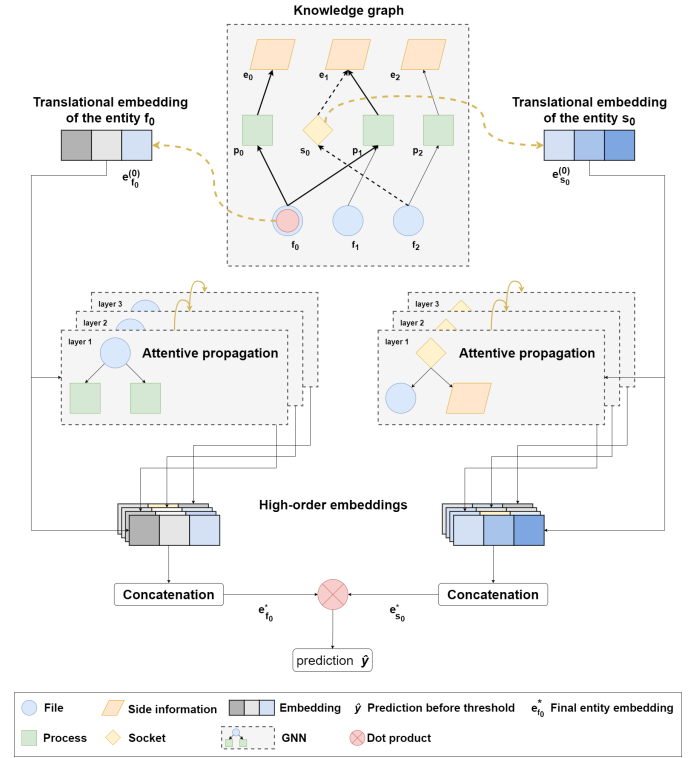 Knowledge graph
e0
e1
e2
Translational embedding
of the entity f0
Translational embedding
of the entity s0
p0
s0
p1
p2
e(0)f0
e(0)s0
f0
f1
f2
layer 3
layer 2
layer 1
Attentive propagation
layer 3
layer 2
layer 1
Attentive propagation
High-order embeddings
Concatenation
Concatenation
e*f0
e*s0
prediction ŷ
File
Side information
Embedding
ŷ Prediction before threshold
e*f0 Final entity embedding
Process
Socket
GNN
Dot product